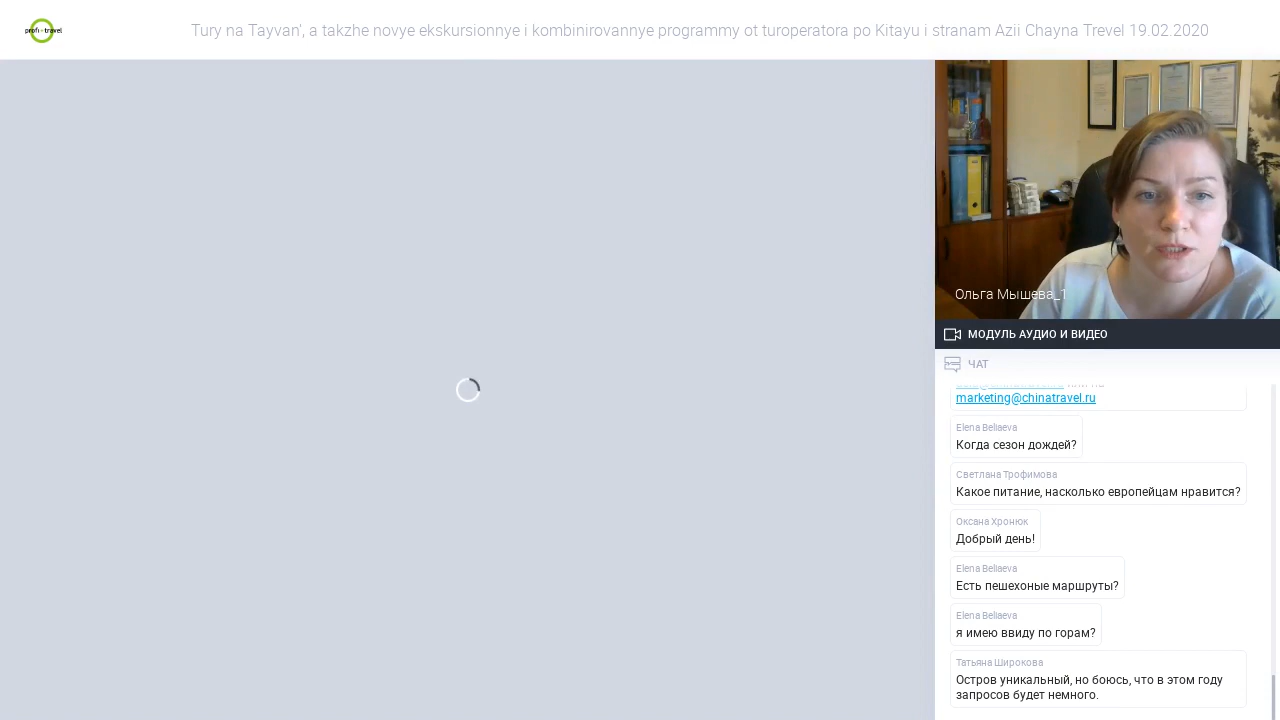 profi - travel
Tury na Tayvan', a takzhe novye ekskursionnye i kombinirovannye programmy ot turoperatora po Kitayu i stranam Azii Chayna Trevel 19.02.2020
Ольга Мышева_1
МОДУЛЬ АУДИО И ВИДЕО
ЧАТ
marketing@chinatravel.ru
Elena Beliaeva
Когда сезон дождей?
Светлана Трофимова
Какое питание, насколько европейцам нравится?
Оксана Хронюк
Добрый день!
Elena Beliaeva
Есть пешехоные маршруты?
Elena Beliaeva
я имею ввиду по горам?
Татьяна Широкова
Остров уникальный, но боюсь, что в этом году
запросов будет немного.